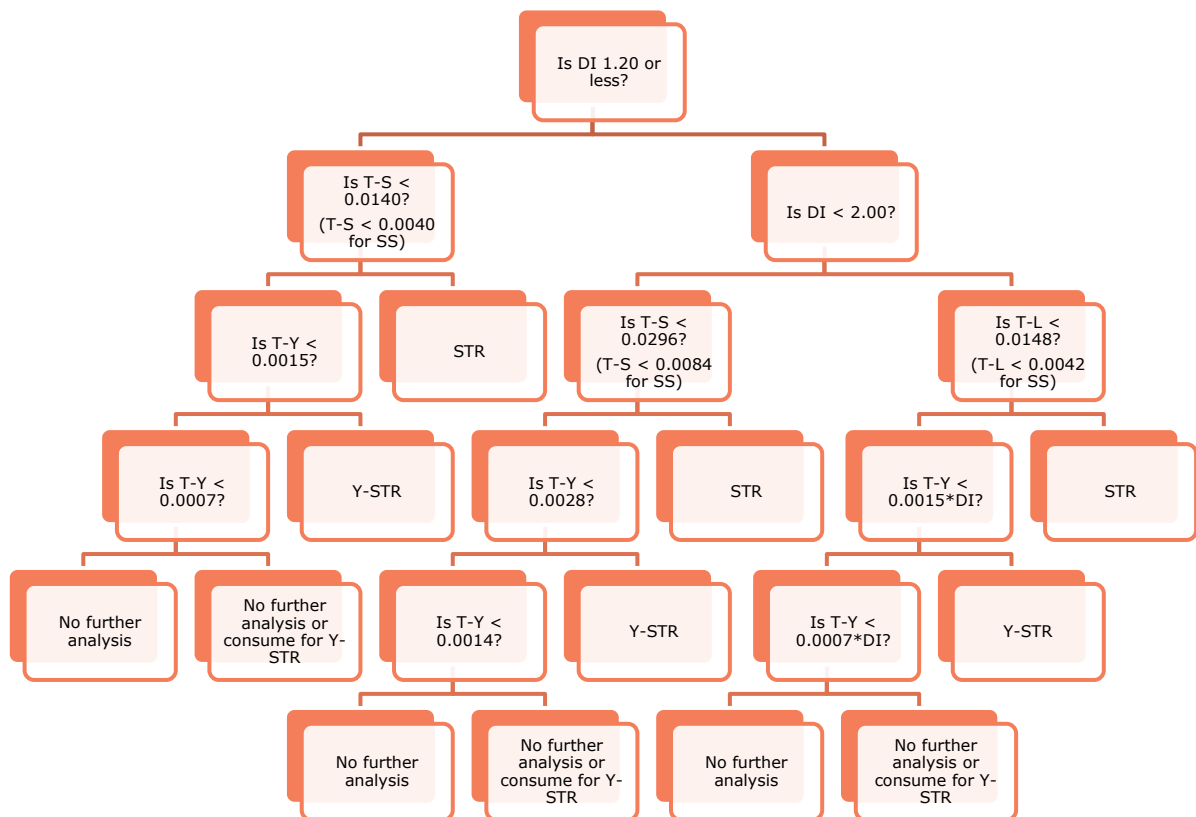 Is DI 1.20 or
less?
Is T-S <
0.0140?
(T-S < 0.0040
for SS)
Is DI < 2.00?
Is T-Y <
0.0015?
STR
Is T-S <
0.0296?
(T-S < 0.0084
for SS)
Is T-L <
0.0148?
(T-L < 0.0042
for SS)
Is T-Y <
0.0007?
Y-STR
Is T-Y <
0.0028?
STR
Is T-Y <
0.0015*DI?
STR
No further
analysis
No further
analysis or
consume for Y-
STR
Is T-Y <
0.0014?
Y-STR
Is T-Y <
0.0007*DI?
Y-STR
No further
analysis
No further
analysis or
consume for Y-
STR
No further
analysis
No further
analysis or
consume for Y-
STR